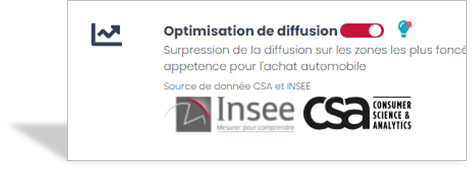 Optimisation de diffusion
Surpression de la diffusion sur les zones les plus foncé
appetence pour l'achat automobile
Source de donnée CSA et INSEE
Insee
Mesurer pour comprendre
csa CONSUMER
SCIENCE &
ANALYTICS